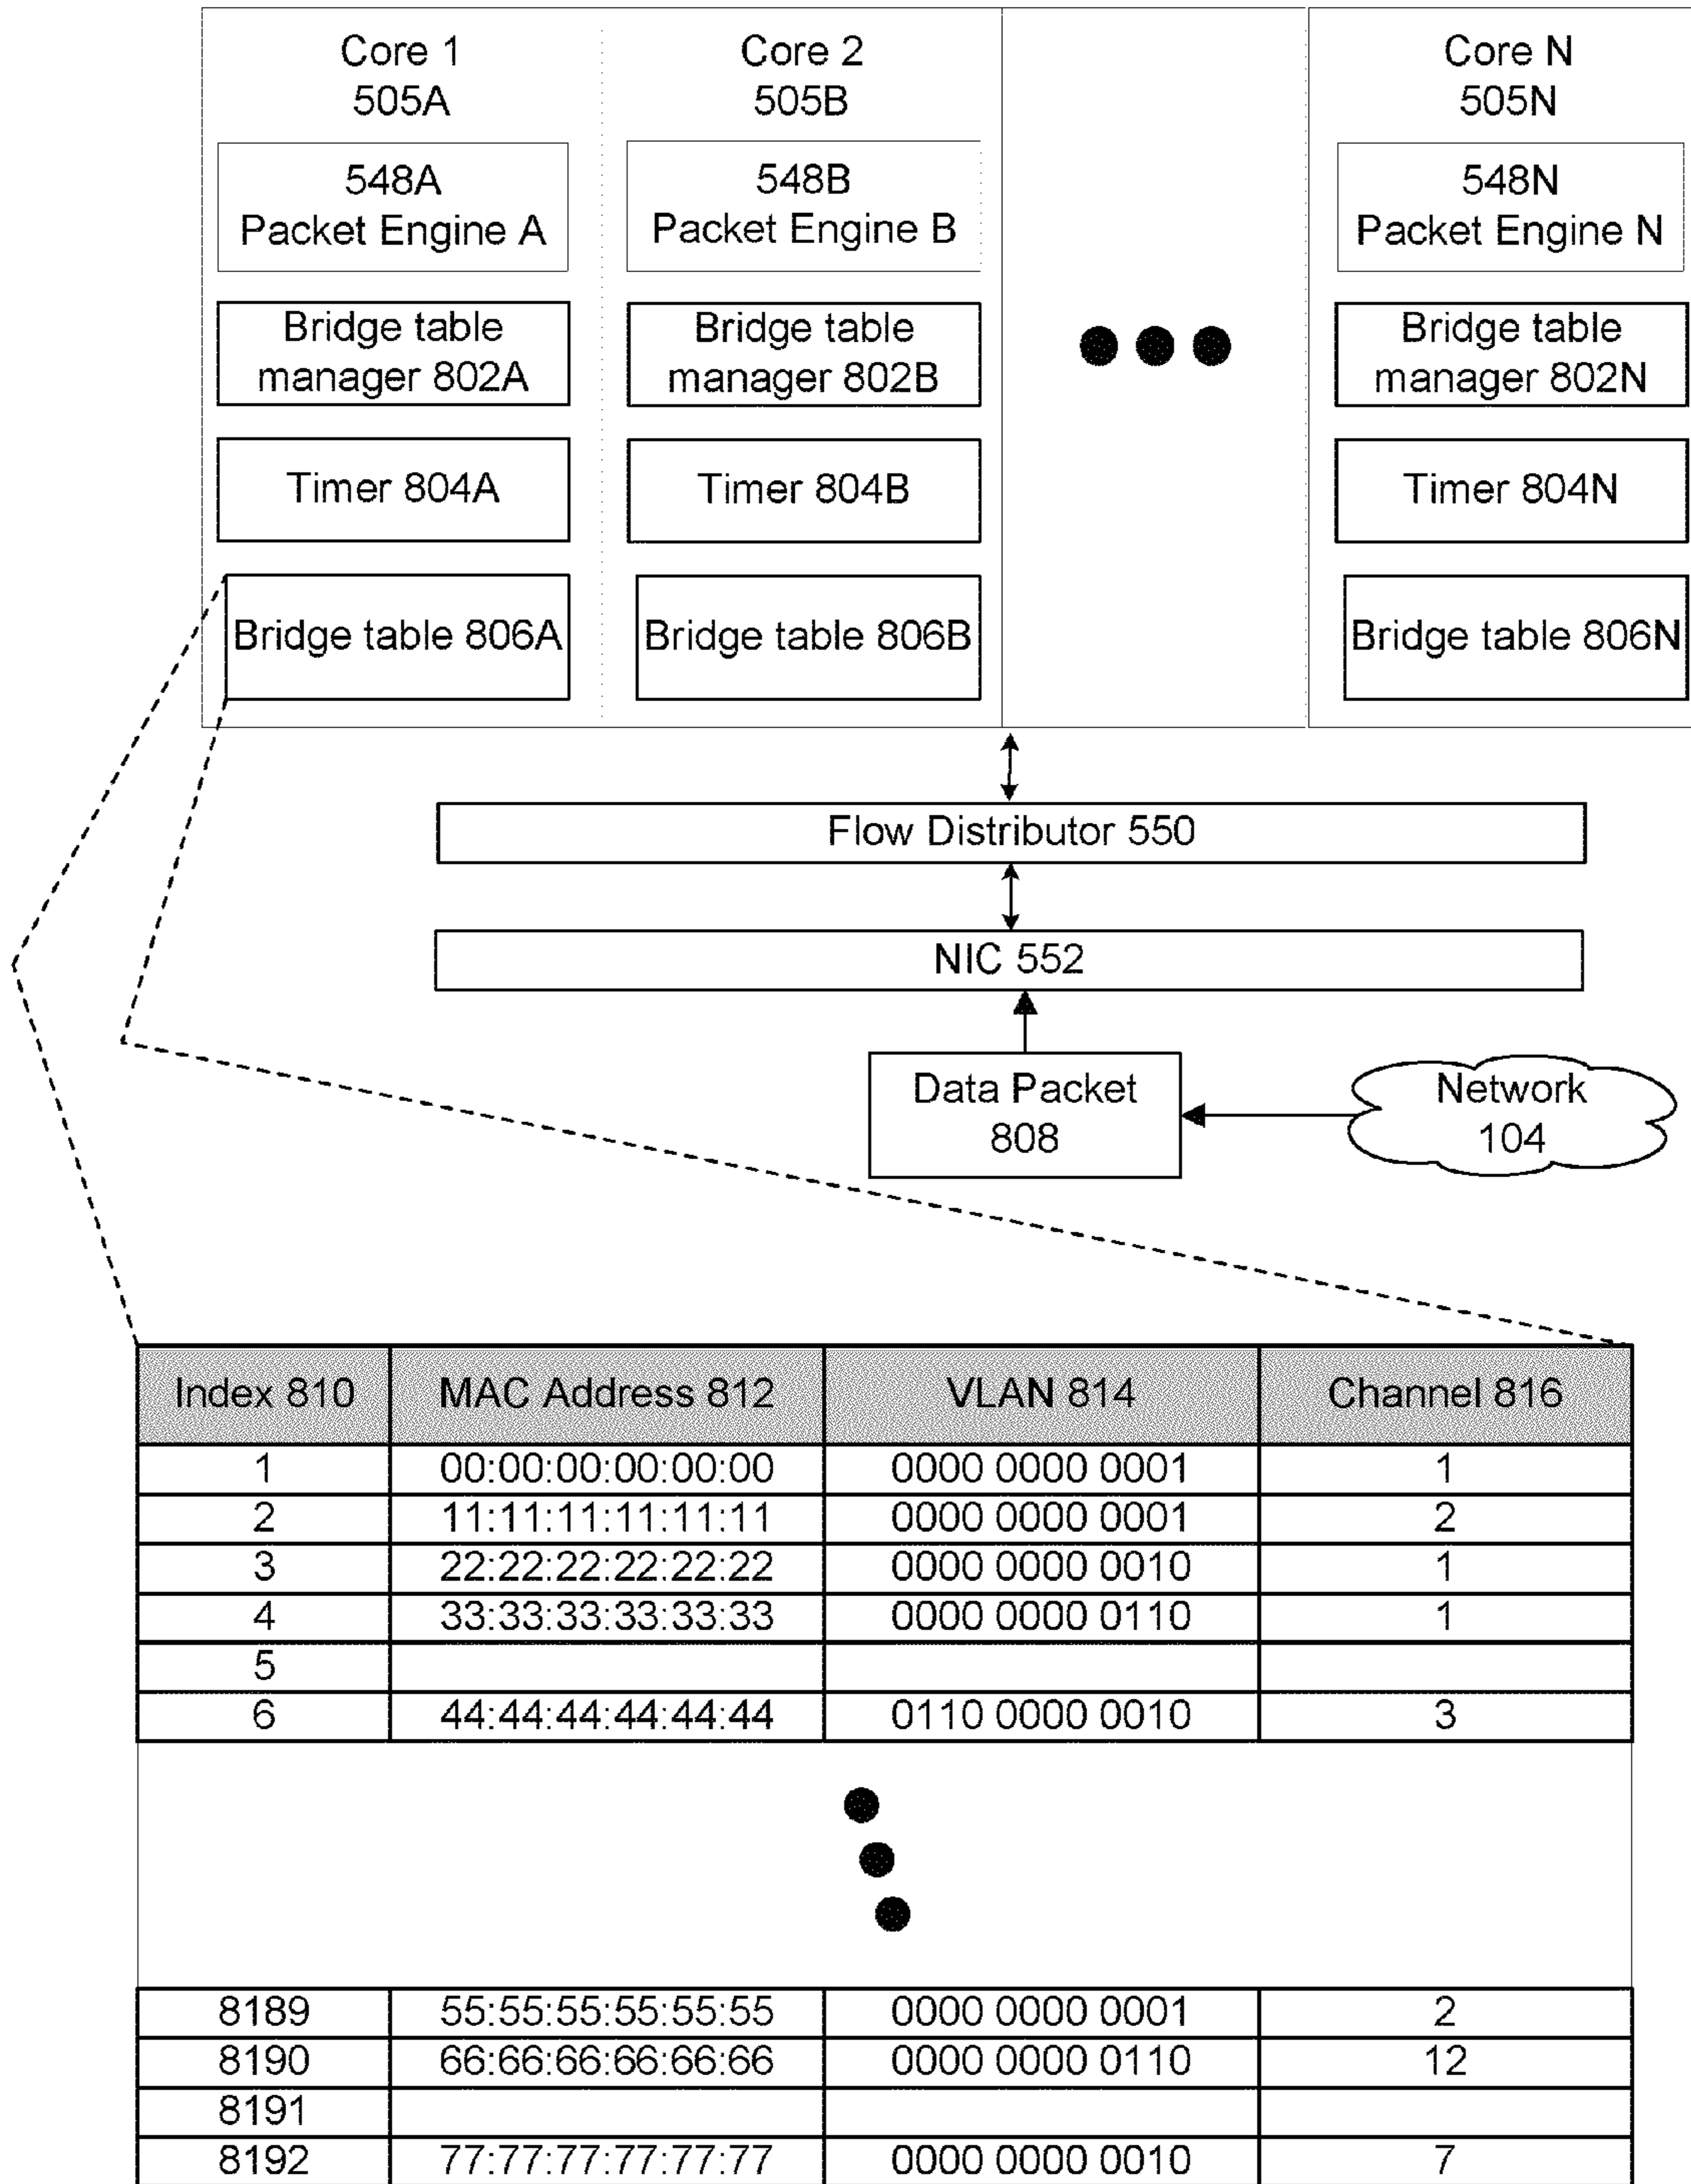 Core 1
505A
548A
Packet Engine A
Bridge table
manager 802A
Timer 804A
Bridge table 806A
Core 2
505B
548B
Packet Engine B
Bridge table
manager 802B
Timer 804B
Bridge table 806B
Core N
505N
548N
Packet Engine N
Bridge table
manager 802N
Timer 804N
Bridge table 806N
Flow Distributor 550
NIC 552
Data Packet
808
Network
104
Index 810 MAC Address 812 VLAN 814 Channel 816
1 00:00:00:00:00:00 0000 0000 0001 1
2 11:11:11:11:11:11 0000 0000 0001 2
3 22:22:22:22:22:22 0000 0000 0010 1
4 33:33:33:33:33:33 0000 0000 0110 1
5
6 44:44:44:44:44:44 0110 0000 0010 3
8189 55:55:55:55:55:55 0000 0000 0001 2
8190 66:66:66:66:66:66 0000 0000 0110 12
8191
8192 77:77:77:77:77:77 0000 0000 0010 7